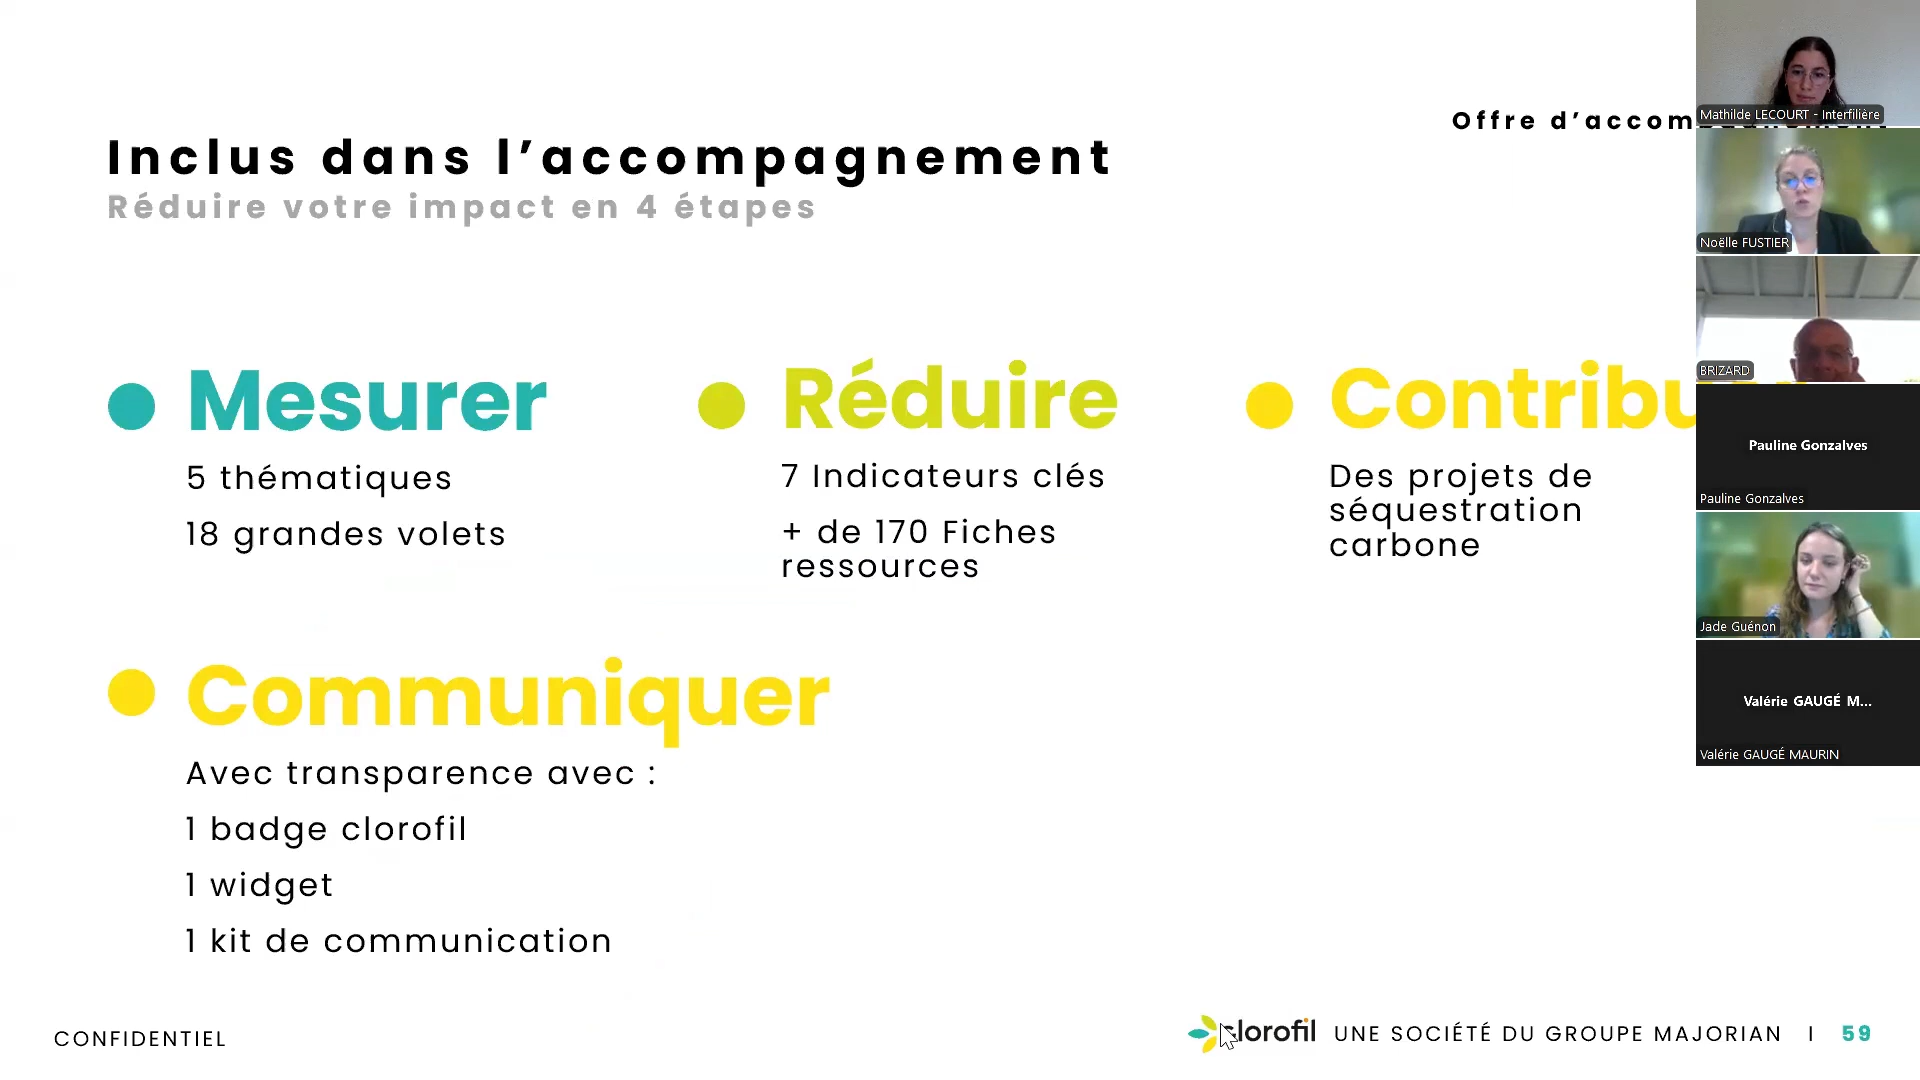 Offre d’accom
Inclus dans l’accompagnement
Réduire votre impact en 4 étapes
Mesurer
5 thématiques
18 grandes volets
Réduire
7 Indicateurs clés
+ de 170 Fiches
ressources
Contribu
Des projets de
séquestration
carbone
Communiquer
Avec transparence avec :
1 badge clorofil
1 widget
1 kit de communication
CONFIDENTIEL
clorofil UNE SOCIÉTÉ DU GROUPE MAJORIAN I 59
Mathilde LECOURT - Interfilière
Noëlle FUSTIER
BRIZARD
Pauline Gonzalves
Pauline Gonzalves
Jade Guénon
Valérie GAUGÉ M...
Valérie GAUGÉ MAURIN